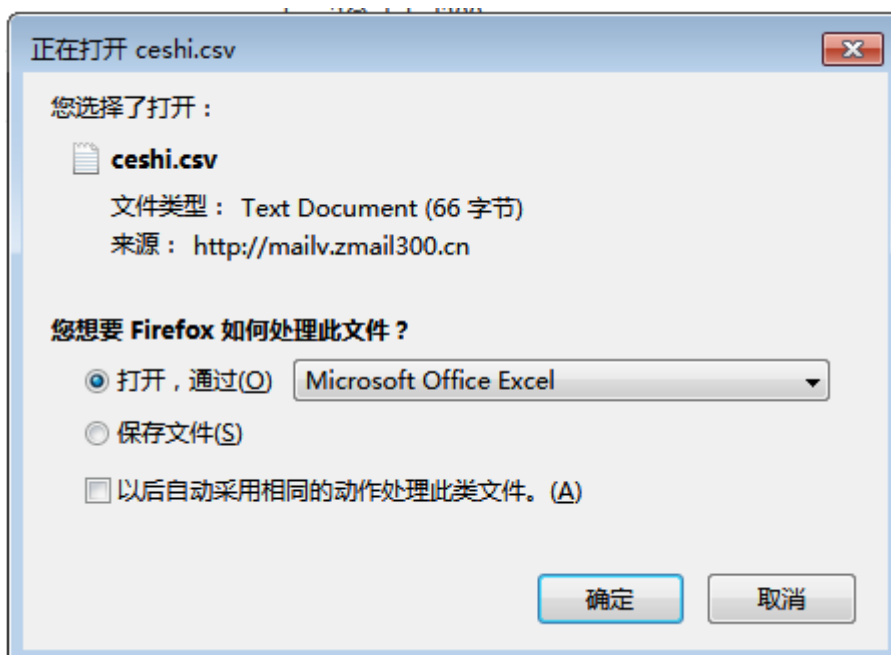 正在打开 ceshi.csv
您选择了打开：
ceshi.csv
文件类型： Text Document (66 字节)
来源： http://mailv.zmail300.cn
您想要 Firefox 如何处理此文件？
打开，通过(O) Microsoft Office Excel
保存文件(S)
以后自动采用相同的动作处理此类文件。(A)
确定 取消